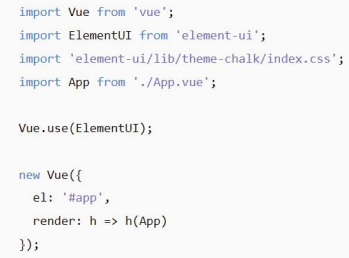 import Vue from 'vue';
import ElementUI from 'element-ui';
import 'element-ui/lib/theme-chalk/index.css';
import App from './App.vue';
Vue.use(ElementUI);
new Vue({
el: '#app',
render: h => h(App)
});